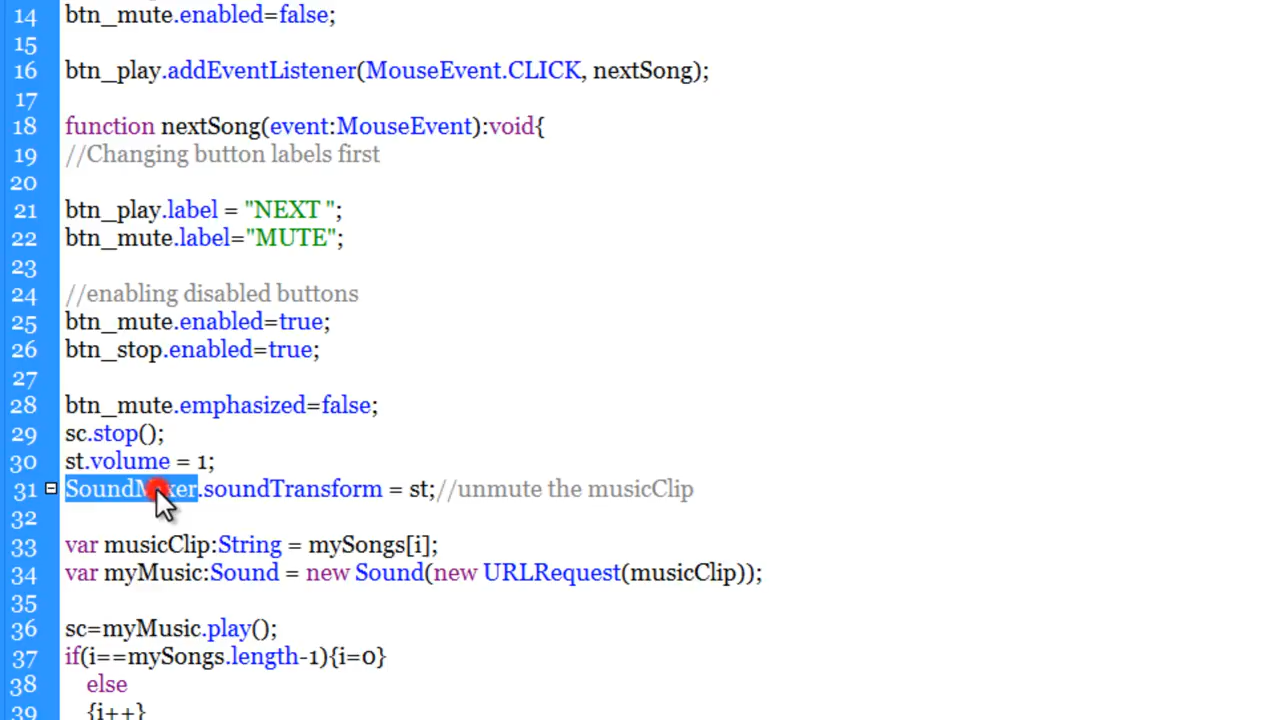 14 btn_mute.enabled=false;
15
16 btn_play.addEventListener(MouseEvent.CLICK, nextSong);
17
18 function nextSong(event:MouseEvent):void{
19 //Changing button labels first
20
21 btn_play.label = "NEXT ";
22 btn_mute.label="MUTE";
23
24 //enabling disabled buttons
25 btn_mute.enabled=true;
26 btn_stop.enabled=true;
27
28 btn_mute.emphasized=false;
29 sc.stop();
30 st.volume = 1;
31 SoundMixer.soundTransform = st;//unmute the musicClip
32
33 var musicClip:String = mySongs[i];
34 var myMusic:Sound = new Sound(new URLRequest(musicClip));
35
36 sc=myMusic.play();
37 if(i==mySongs.length-1){i=0}
38 else
39 {i++}